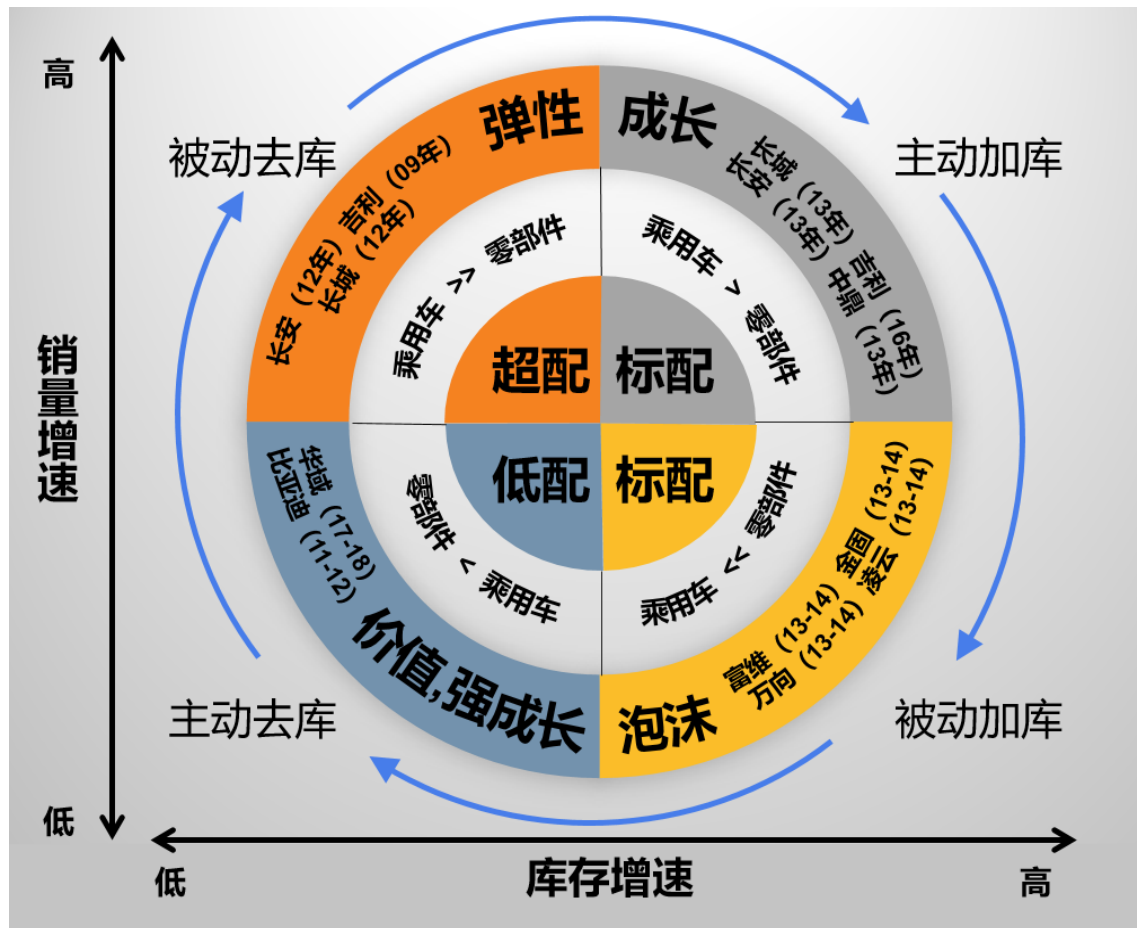 高
被动去库
主动加库
弹性
成长
长安（12年）吉利（09年）
长城（12年）
长城（13年）吉利（16年）
长安（13年）中鼎（13年）
乘用车 >> 零部件
乘用车 > 零部件
超配
标配
销量增速
低配
标配
零部件 < 乘用车
乘用车 >> 零部件
华域（17-18）
比亚迪（11-12）
富维（13-14）金固（13-14）
万向（13-14）凌云（13-14）
价值,强成长
泡沫
主动去库
被动加库
低
低
库存增速
高